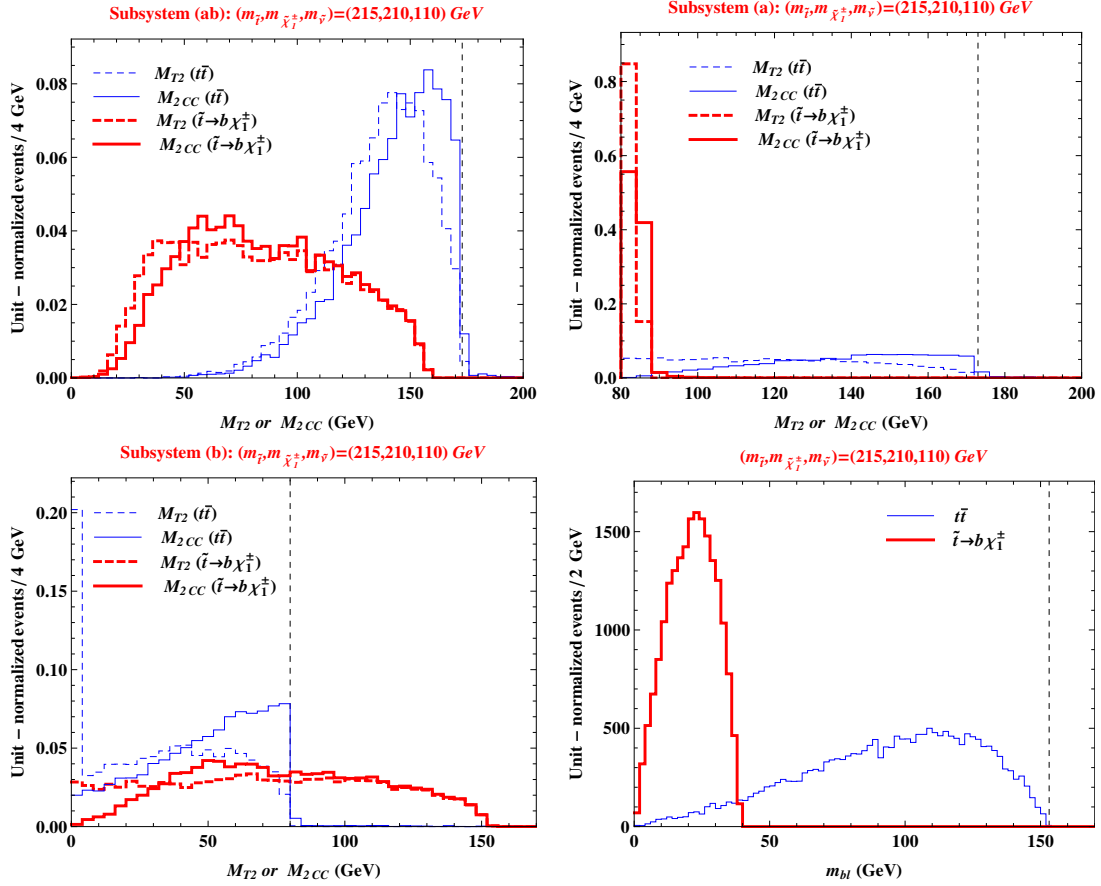 Subsystem (ab): (m_t̃, m_χ̃₁±, m_ν̃)=(215,210,110) GeV
Unit − normalized events / 4 GeV
0.08
0.06
0.04
0.02
0.00
M_T2 (tt̄)
M_2CC (tt̄)
M_T2 (t̃→bχ₁±)
M_2CC (t̃→bχ₁±)
0 50 100 150 200
M_T2 or M_2CC (GeV)
Subsystem (a): (m_t̃, m_χ̃₁±, m_ν̃)=(215,210,110) GeV
Unit − normalized events / 4 GeV
0.8
0.6
0.4
0.2
0.0
M_T2 (tt̄)
M_2CC (tt̄)
M_T2 (t̃→bχ₁±)
M_2CC (t̃→bχ₁±)
80 100 120 140 160 180 200
M_T2 or M_2CC (GeV)
Subsystem (b): (m_t̃, m_χ̃₁±, m_ν̃)=(215,210,110) GeV
Unit − normalized events / 4 GeV
0.20
0.15
0.10
0.05
0.00
M_T2 (tt̄)
M_2CC (tt̄)
M_T2 (t̃→bχ₁±)
M_2CC (t̃→bχ₁±)
0 50 100 150
M_T2 or M_2CC (GeV)
(m_t̃, m_χ̃₁±, m_ν̃)=(215,210,110) GeV
Unit − normalized events / 2 GeV
1500
1000
500
0
tt̄
t̃→bχ₁±
0 50 100 150
m_bl (GeV)